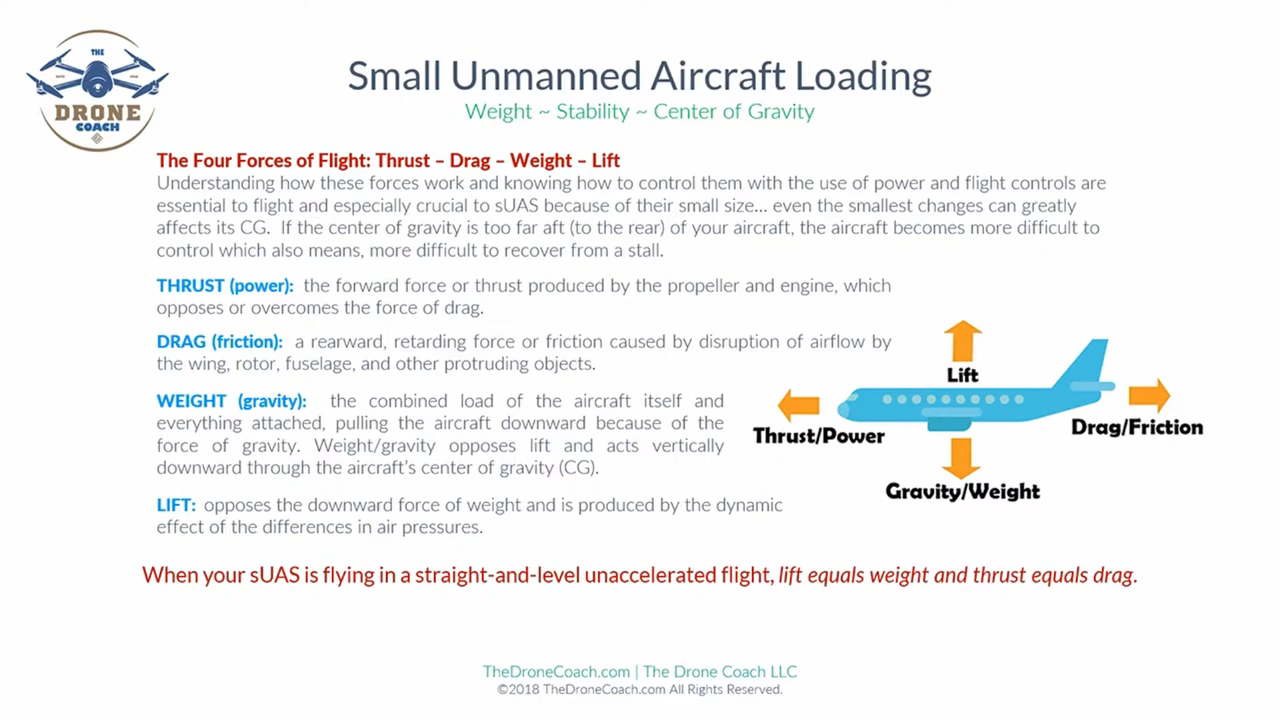 THE
DRONE
COACH
Small Unmanned Aircraft Loading
Weight ~ Stability ~ Center of Gravity
The Four Forces of Flight: Thrust – Drag – Weight – Lift
Understanding how these forces work and knowing how to control them with the use of power and flight controls are
essential to flight and especially crucial to sUAS because of their small size... even the smallest changes can greatly
affects its CG. If the center of gravity is too far aft (to the rear) of your aircraft, the aircraft becomes more difficult to
control which also means, more difficult to recover from a stall.
THRUST (power): the forward force or thrust produced by the propeller and engine, which
opposes or overcomes the force of drag.
DRAG (friction): a rearward, retarding force or friction caused by disruption of airflow by
the wing, rotor, fuselage, and other protruding objects.
WEIGHT (gravity): the combined load of the aircraft itself and
everything attached, pulling the aircraft downward because of the
force of gravity. Weight/gravity opposes lift and acts vertically
downward through the aircraft's center of gravity (CG).
LIFT: opposes the downward force of weight and is produced by the dynamic
effect of the differences in air pressures.
Lift
Thrust/Power
Drag/Friction
Gravity/Weight
When your sUAS is flying in a straight-and-level unaccelerated flight, lift equals weight and thrust equals drag.
TheDroneCoach.com | The Drone Coach LLC
©2018 TheDroneCoach.com All Rights Reserved.